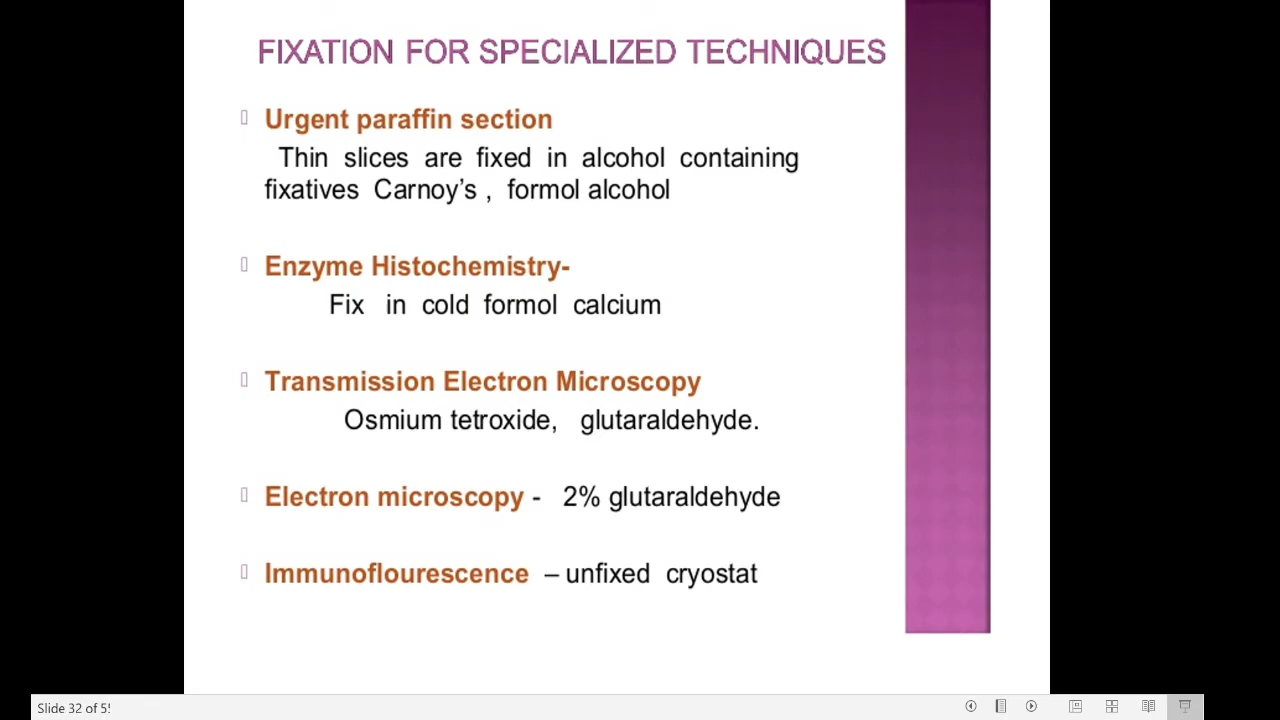 FIXATION FOR SPECIALIZED TECHNIQUES
Urgent paraffin section
Thin slices are fixed in alcohol containing
fixatives Carnoy's , formol alcohol
Enzyme Histochemistry-
Fix in cold formol calcium
Transmission Electron Microscopy
Osmium tetroxide, glutaraldehyde.
Electron microscopy - 2% glutaraldehyde
Immunoflourescence – unfixed cryostat
Slide 32 of 5!